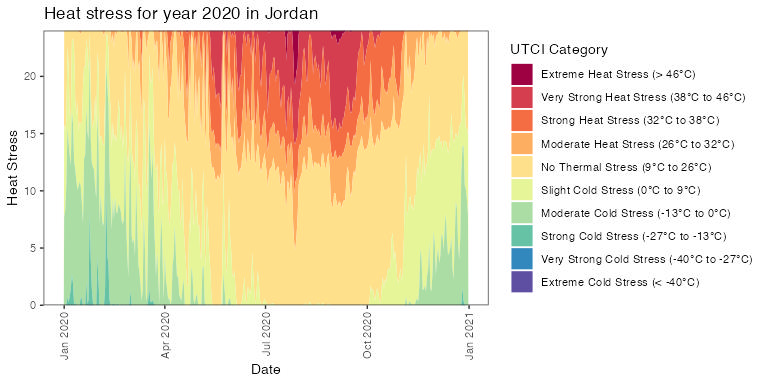 Heat stress for year 2020 in Jordan
UTCI Category
Extreme Heat Stress (> 46°C)
Very Strong Heat Stress (38°C to 46°C)
Strong Heat Stress (32°C to 38°C)
Moderate Heat Stress (26°C to 32°C)
No Thermal Stress (9°C to 26°C)
Slight Cold Stress (0°C to 9°C)
Moderate Cold Stress (-13°C to 0°C)
Strong Cold Stress (-27°C to -13°C)
Very Strong Cold Stress (-40°C to -27°C)
Extreme Cold Stress (< -40°C)
Heat Stress
20
15
10
5
0
Jan 2020
Apr 2020
Jul 2020
Oct 2020
Jan 2021
Date